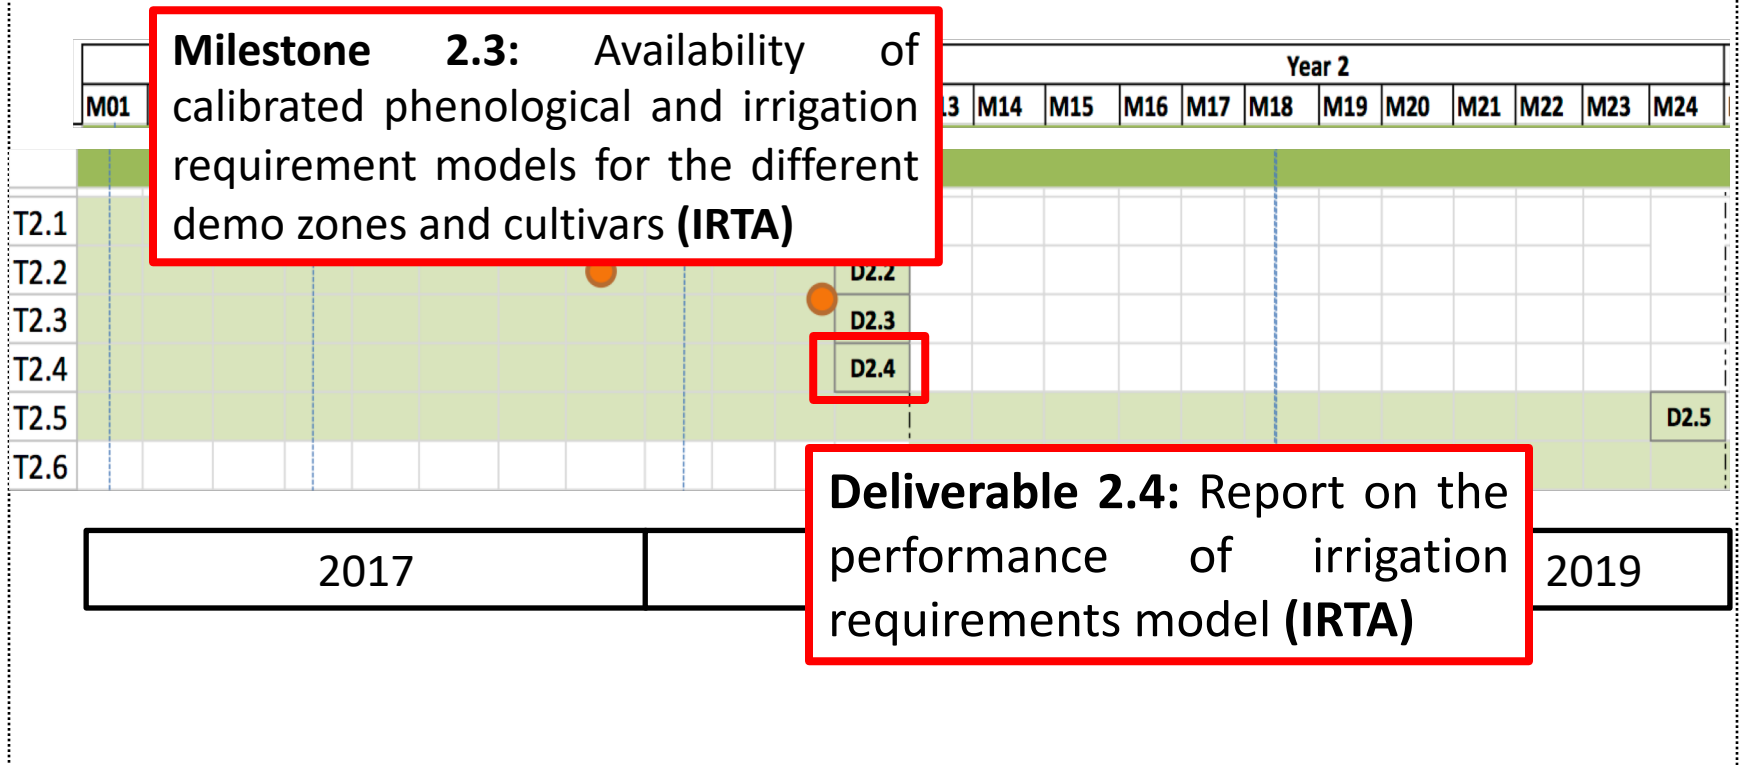 Milestone 2.3: Availability of
calibrated phenological and irrigation
requirement models for the different
demo zones and cultivars (IRTA)
Year 2
M01 M14 M15 M16 M17 M18 M19 M20 M21 M22 M23 M24
T2.1
T2.2 D2.2
T2.3 D2.3
T2.4 D2.4
T2.5 D2.5
T2.6
Deliverable 2.4: Report on the
performance of irrigation
requirements model (IRTA)
2017 2019